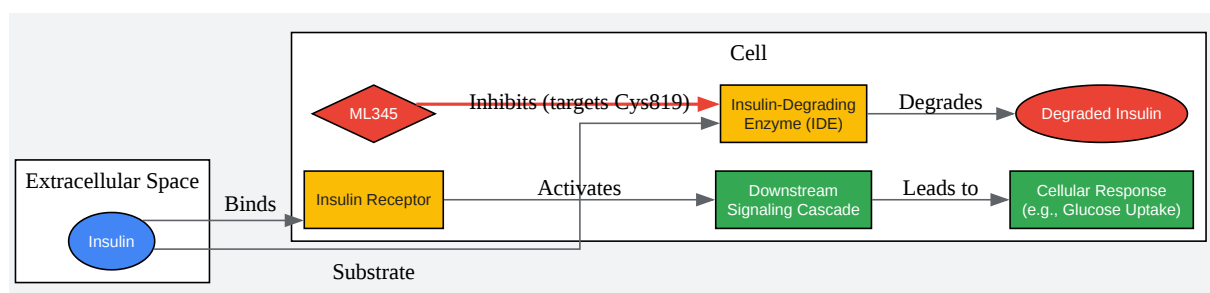 Cell
ML345
Inhibits (targets Cys819)
Insulin-Degrading
Enzyme (IDE)
Degrades
Degraded Insulin
Extracellular Space
Insulin
Binds
Insulin Receptor
Activates
Downstream
Signaling Cascade
Leads to
Cellular Response
(e.g., Glucose Uptake)
Substrate